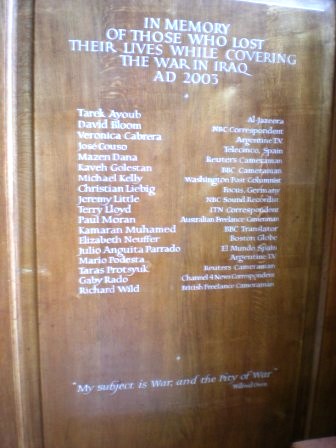 IN MEMORY
OF THOSE WHO LOST
THEIR LIVES WHILE COVERING
THE WAR IN IRAQ
AD 2003
Tarek Ayoub Al-Jazeera
David Bloom NBC Correspondent
Veronica Cabrera Argentine TV
José Couso Telecinco, Spain
Mazen Dana Reuters Cameraman
Kaveh Golestan BBC Cameraman
Michael Kelly Washington Post Columnist
Christian Liebig Focus, Germany
Jeremy Little NBC Sound Recordist
Terry Lloyd ITN Correspondent
Paul Moran Australian Freelance Cameraman
Kamaran Muhamed BBC Translator
Elizabeth Neuffer Boston Globe
Julio Anguita Parrado El Mundo Spain
Mario Podesta Argentine TV
Taras Protsyuk Reuters Cameraman
Gaby Rado Channel 4 News Correspondent
Richard Wild British Freelance Cameraman
"My subject is War, and the Pity of War"
Wilfred Owen